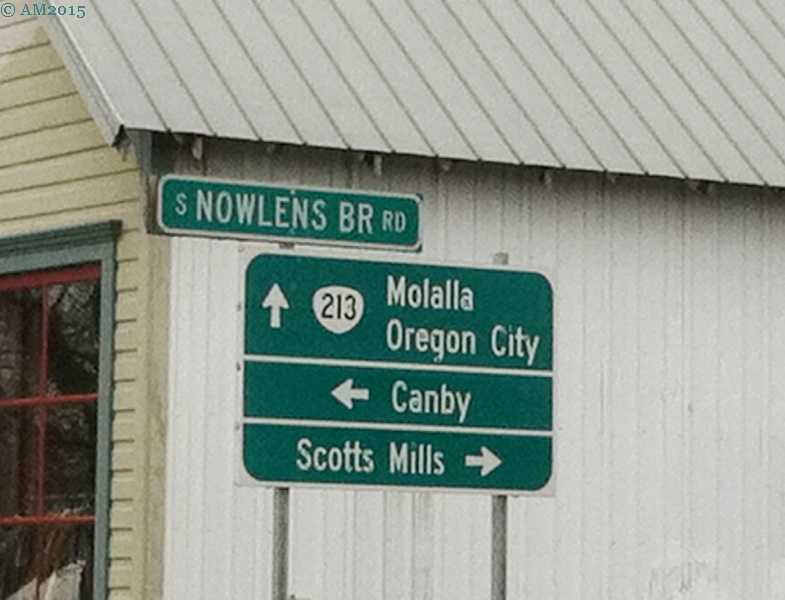 © AM2015
S NOWLENS BR RD
213 Molalla
Oregon City
Canby
Scotts Mills